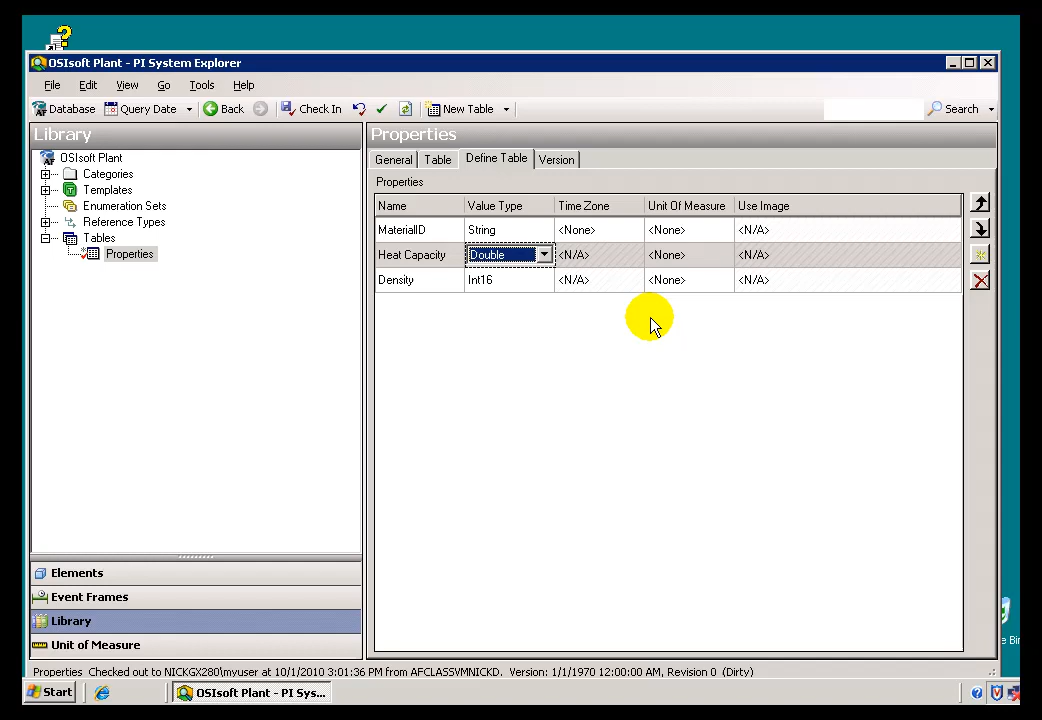 OSIsoft Plant - PI System Explorer
File Edit View Go Tools Help
Database Query Date Back Check In New Table Search
Library
OSIsoft Plant
Categories
Templates
Enumeration Sets
Reference Types
Tables
Properties
Elements
Event Frames
Library
Unit of Measure
Properties
General Table Define Table Version
Properties
Name Value Type Time Zone Unit Of Measure Use Image
MaterialID String <None> <None> <N/A>
Heat Capacity Double <N/A> <None> <N/A>
Density Int16 <N/A> <None> <N/A>
e Bin
Properties Checked out to NICKGX280\myuser at 10/1/2010 3:01:36 PM from AFCLASSVMNICKD. Version: 1/1/1970 12:00:00 AM, Revision 0 (Dirty)
Start OSIsoft Plant - PI Sys...